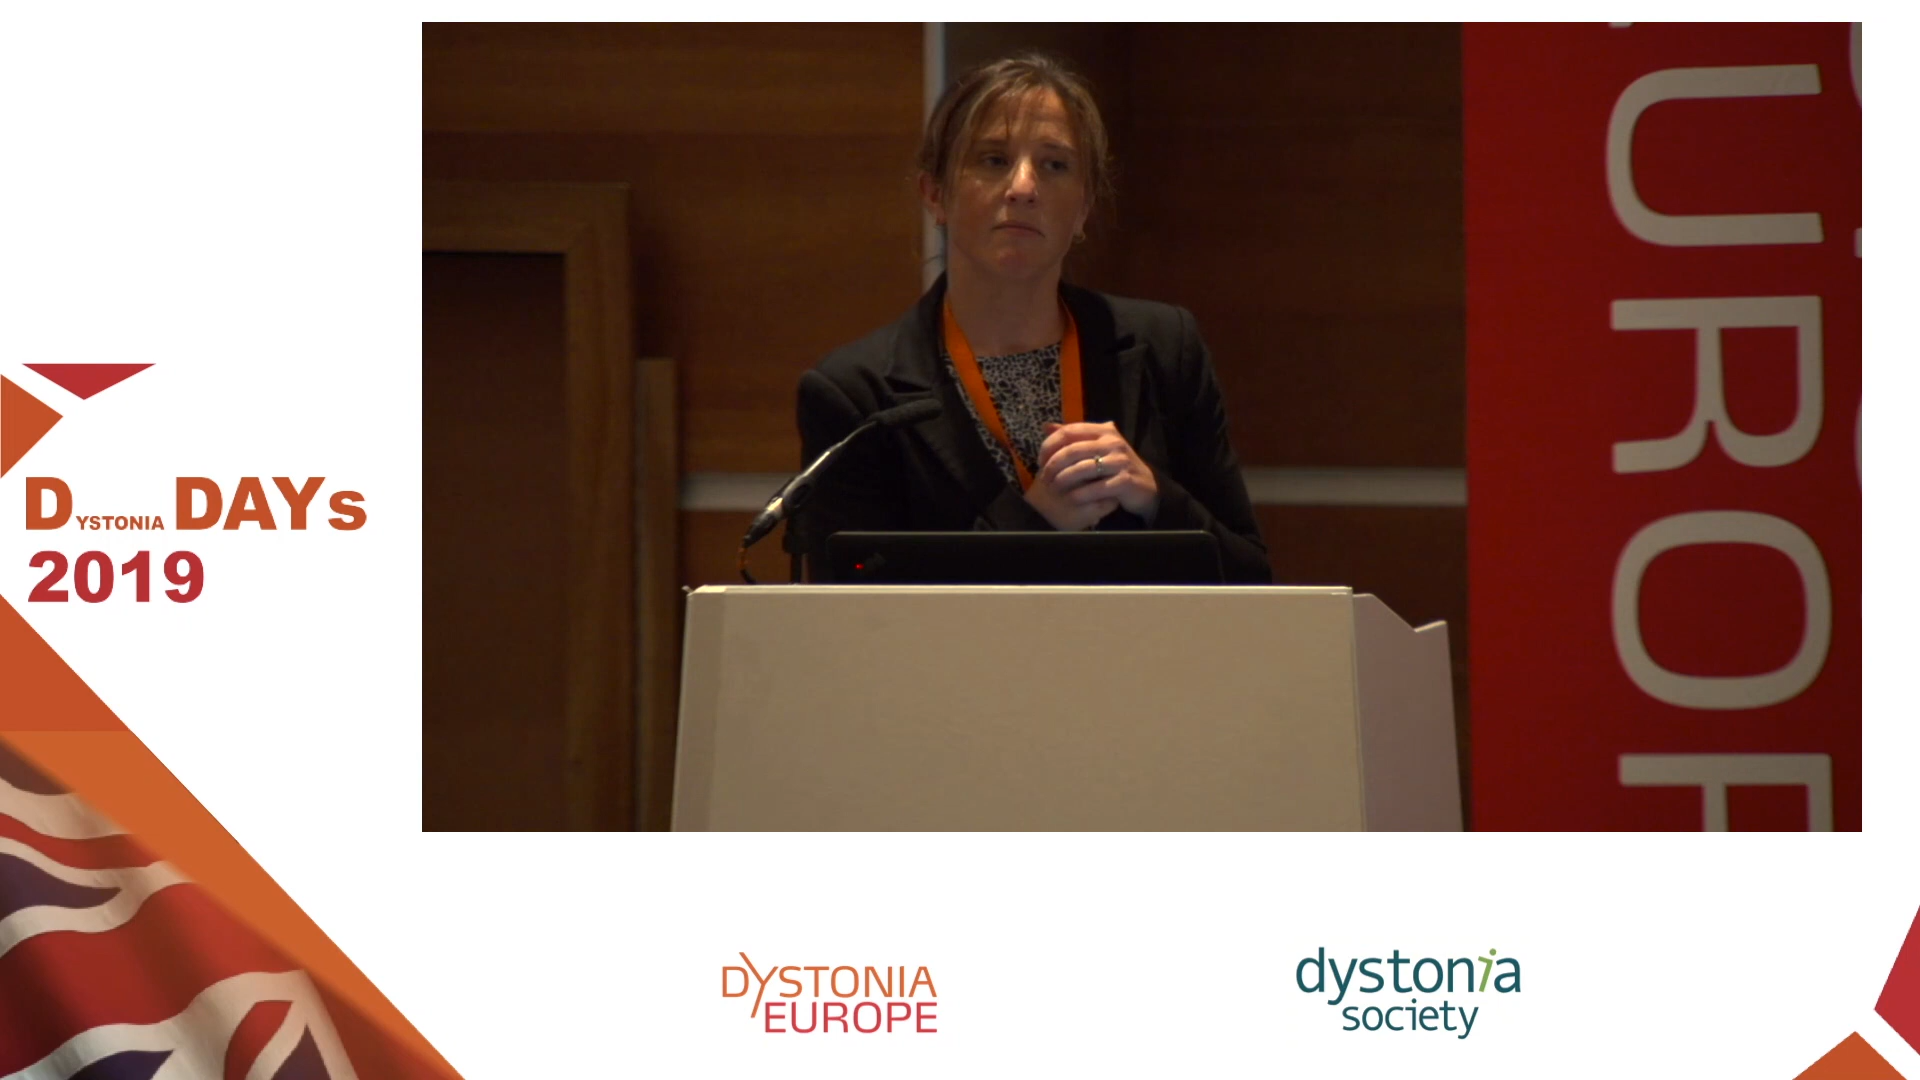 DYSTONIA DAYs
2019
UROP
DYSTONIA
EUROPE
dystonia
society